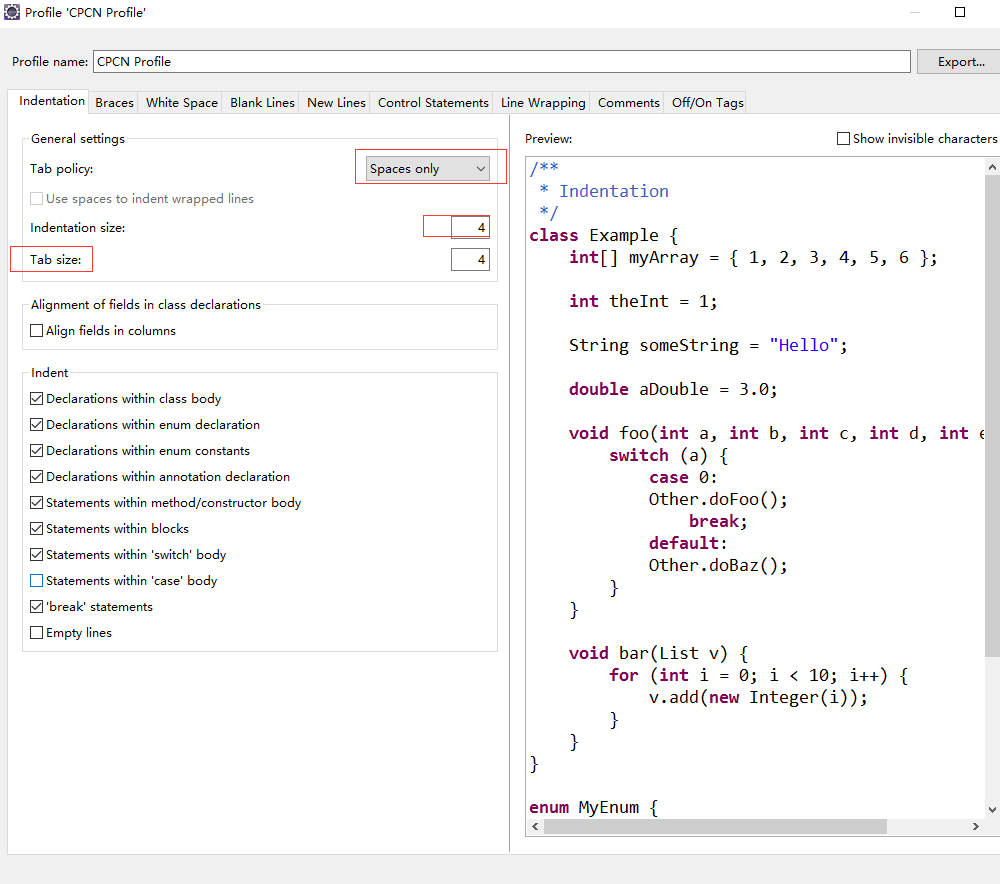 Profile 'CPCN Profile'
Profile name: CPCN Profile Export...
Indentation Braces White Space Blank Lines New Lines Control Statements Line Wrapping Comments Off/On Tags
General settings
Tab policy: Spaces only
Use spaces to indent wrapped lines
Indentation size: 4
Tab size: 4
Alignment of fields in class declarations
Align fields in columns
Indent
Declarations within class body
Declarations within enum declaration
Declarations within enum constants
Declarations within annotation declaration
Statements within method/constructor body
Statements within blocks
Statements within 'switch' body
Statements within 'case' body
'break' statements
Empty lines
Preview: Show invisible characters
/**
 * Indentation
 */
class Example {
    int[] myArray = { 1, 2, 3, 4, 5, 6 };
    int theInt = 1;
    String someString = "Hello";
    double aDouble = 3.0;
    void foo(int a, int b, int c, int d, int e
        switch (a) {
            case 0:
            Other.doFoo();
                break;
            default:
            Other.doBaz();
        }
    }
    void bar(List v) {
        for (int i = 0; i < 10; i++) {
            v.add(new Integer(i));
        }
    }
}
enum MyEnum {